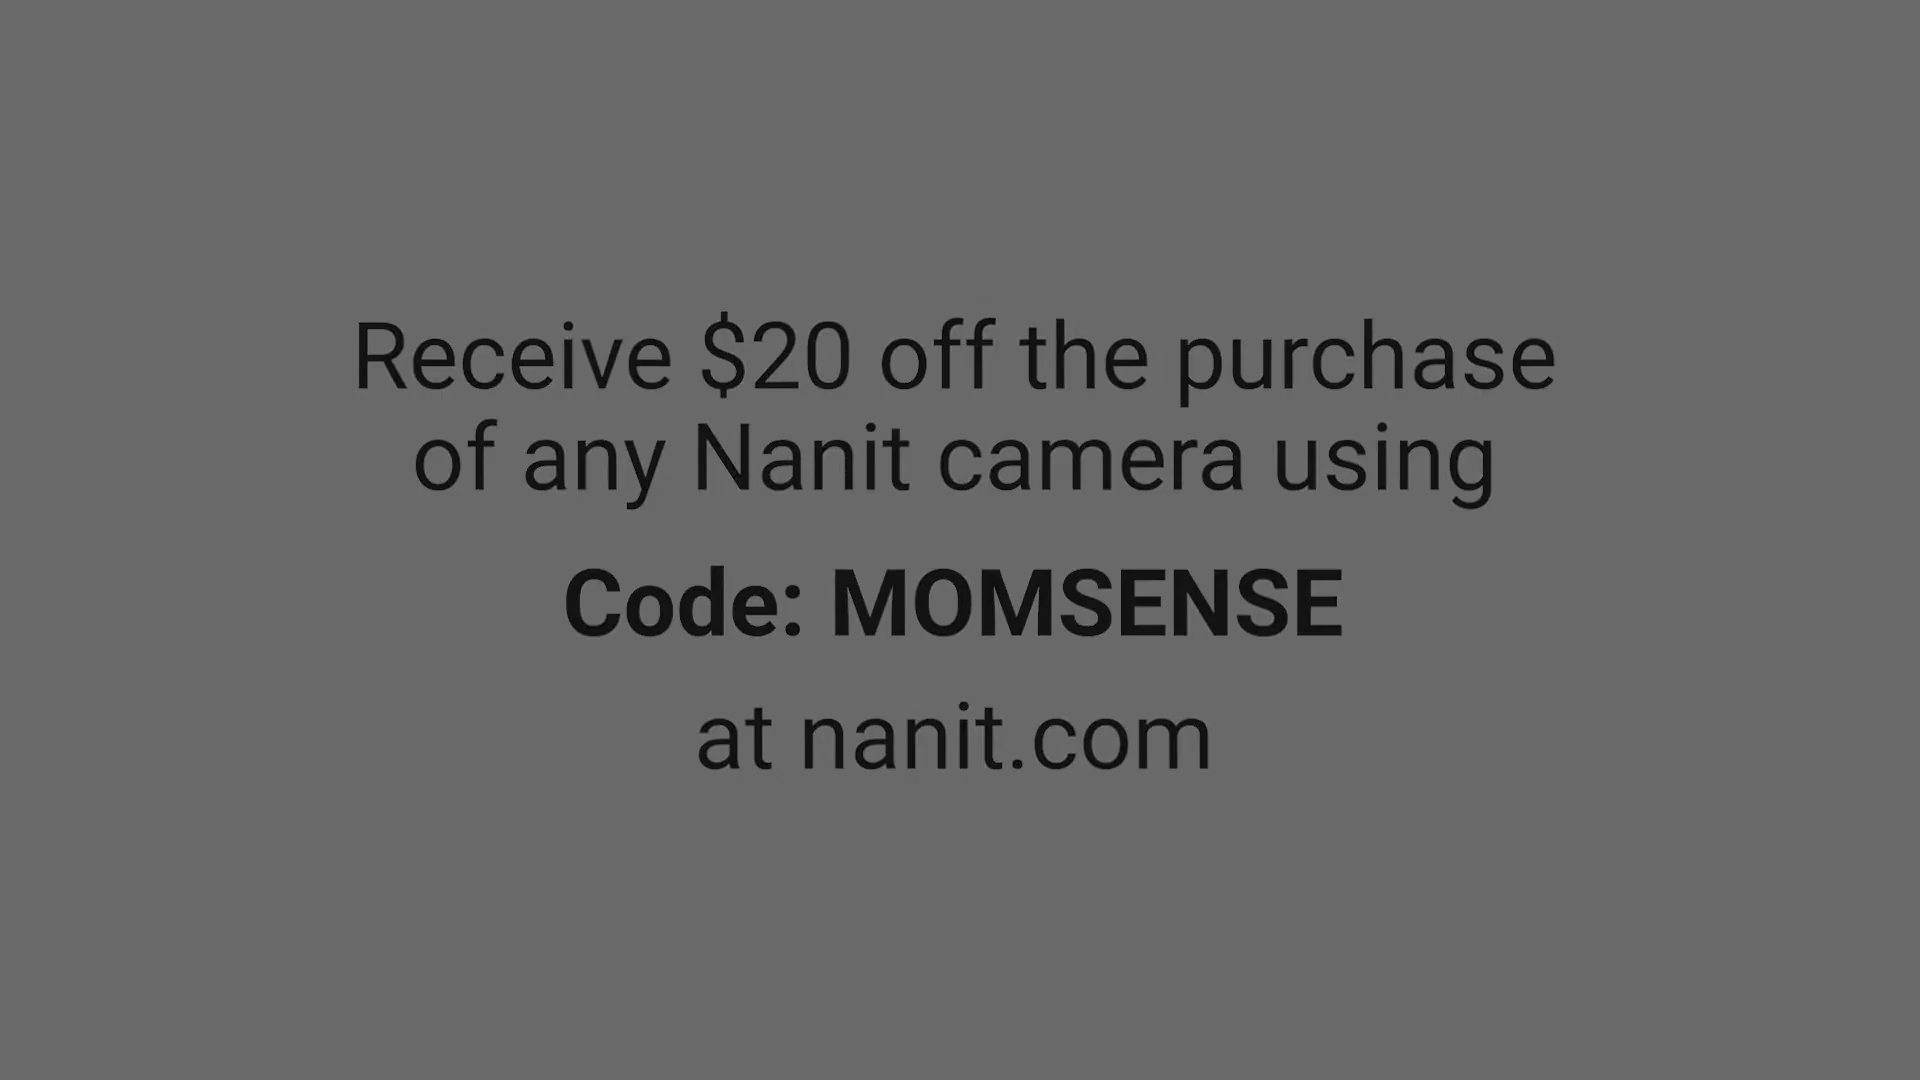 Receive $20 off the purchase
of any Nanit camera using
Code: MOMSENSE
at nanit.com